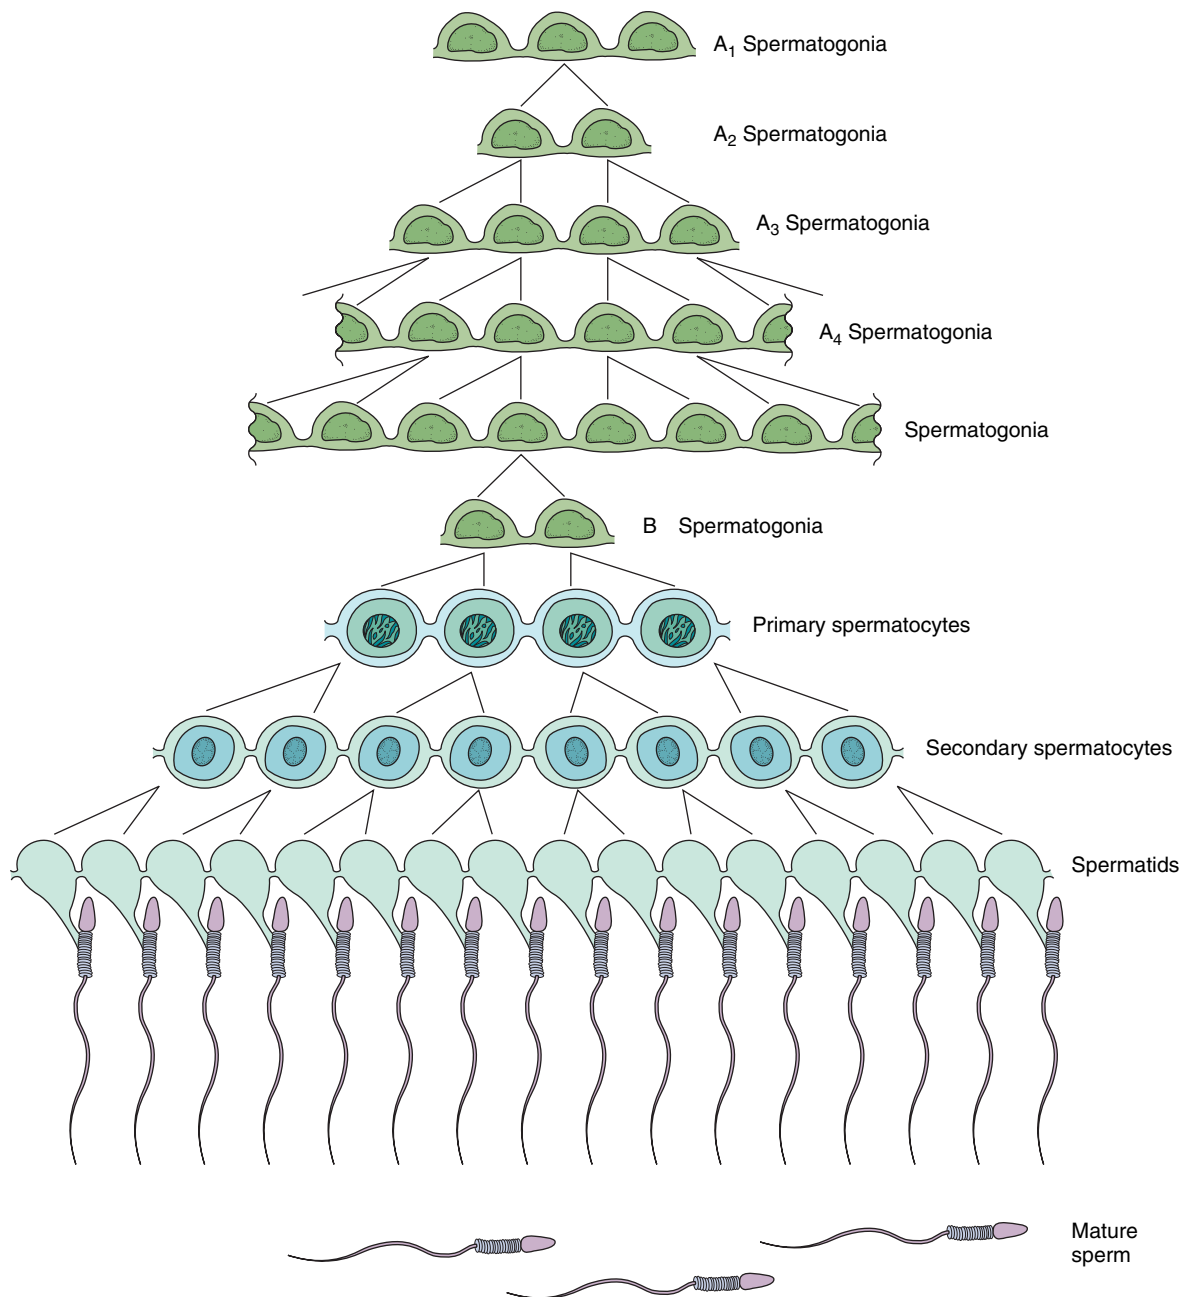 A1 Spermatogonia
A2 Spermatogonia
A3 Spermatogonia
A4 Spermatogonia
Spermatogonia
B Spermatogonia
Primary spermatocytes
Secondary spermatocytes
Spermatids
Mature
sperm